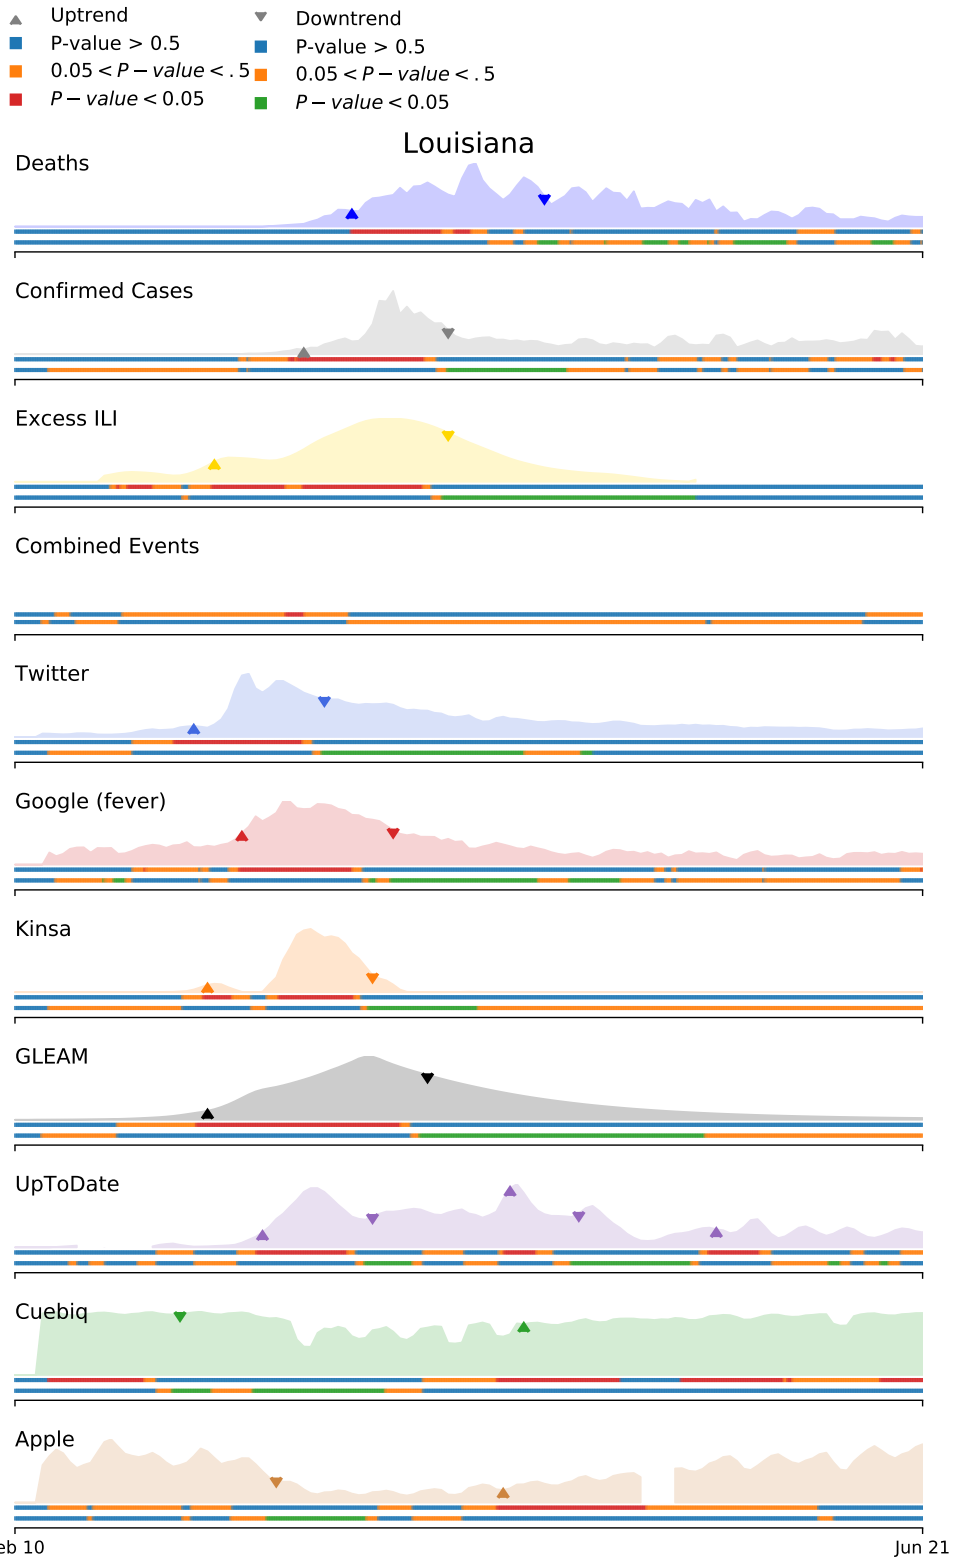 Uptrend
P-value > 0.5
0.05 < P − value < . 5
P − value < 0.05
Downtrend
P-value > 0.5
0.05 < P − value < . 5
P − value < 0.05
Louisiana
Deaths
Confirmed Cases
Excess ILI
Combined Events
Twitter
Google (fever)
Kinsa
GLEAM
UpToDate
Cuebiq
Apple
eb 10
Jun 21